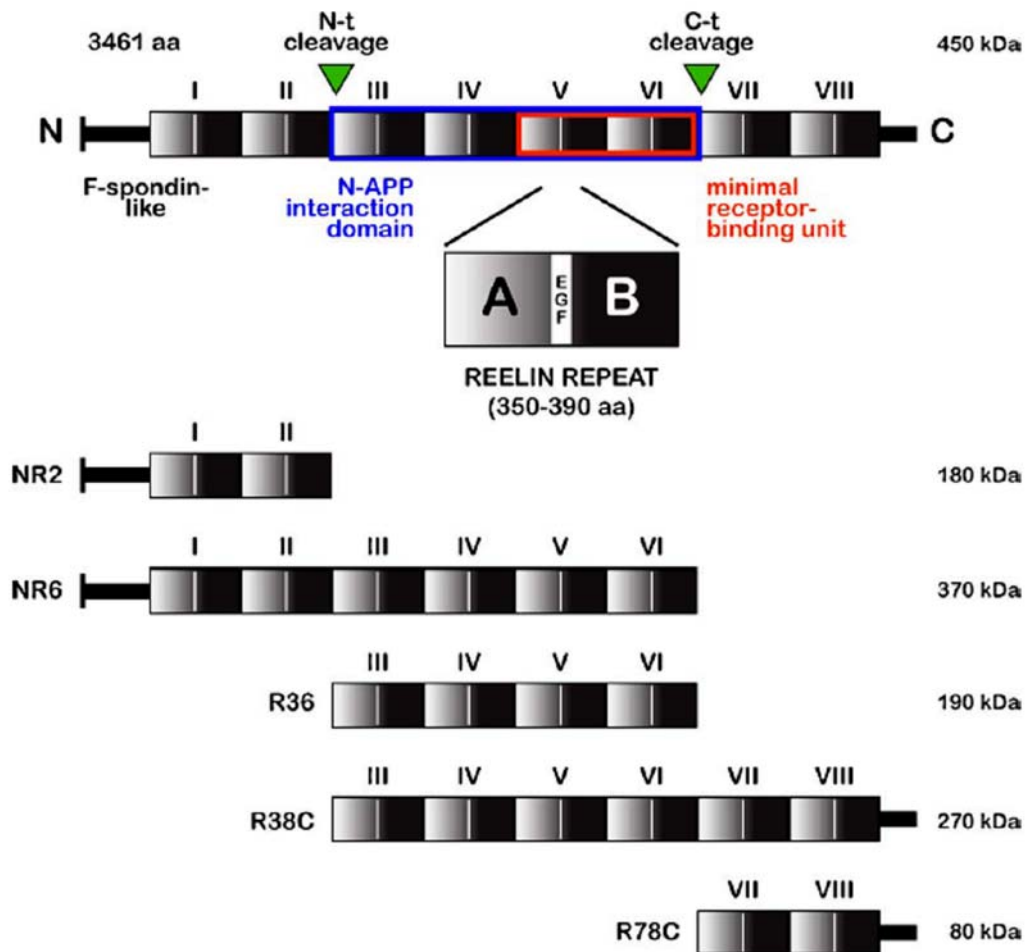 3461 aa
N-t
cleavage
C-t
cleavage
450 kDa
I II III IV V VI VII VIII
N C
F-spondin-
like
N-APP
interaction
domain
minimal
receptor-
binding unit
A EGF B
REELIN REPEAT
(350-390 aa)
I II
NR2 180 kDa
I II III IV V VI
NR6 370 kDa
III IV V VI
R36 190 kDa
III IV V VI VII VIII
R38C 270 kDa
VII VIII
R78C 80 kDa